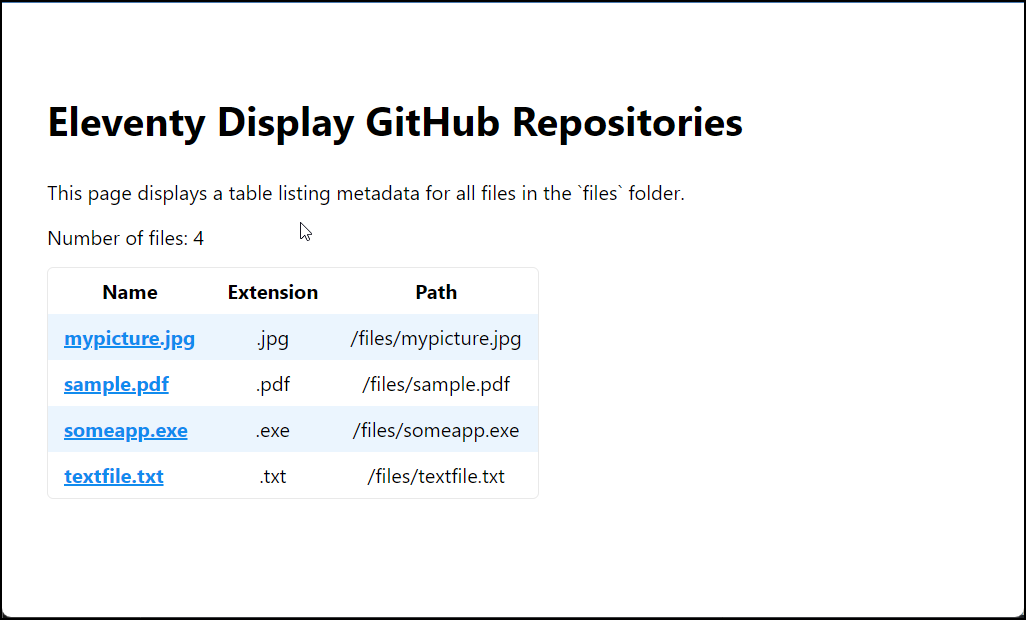 Eleventy Display GitHub Repositories
This page displays a table listing metadata for all files in the `files` folder.
Number of files: 4
Name Extension Path
mypicture.jpg .jpg /files/mypicture.jpg
sample.pdf .pdf /files/sample.pdf
someapp.exe .exe /files/someapp.exe
textfile.txt .txt /files/textfile.txt